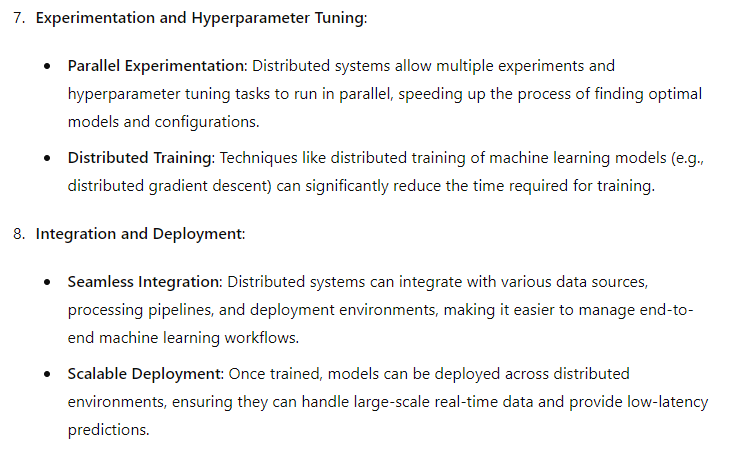 7. Experimentation and Hyperparameter Tuning:
• Parallel Experimentation: Distributed systems allow multiple experiments and
hyperparameter tuning tasks to run in parallel, speeding up the process of finding optimal
models and configurations.
• Distributed Training: Techniques like distributed training of machine learning models (e.g.,
distributed gradient descent) can significantly reduce the time required for training.
8. Integration and Deployment:
• Seamless Integration: Distributed systems can integrate with various data sources,
processing pipelines, and deployment environments, making it easier to manage end-to-
end machine learning workflows.
• Scalable Deployment: Once trained, models can be deployed across distributed
environments, ensuring they can handle large-scale real-time data and provide low-latency
predictions.